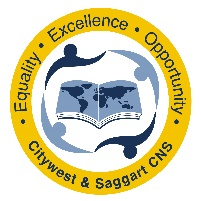 · Equality · Excellence · Opportunity ·
Citywest & Saggart CNS